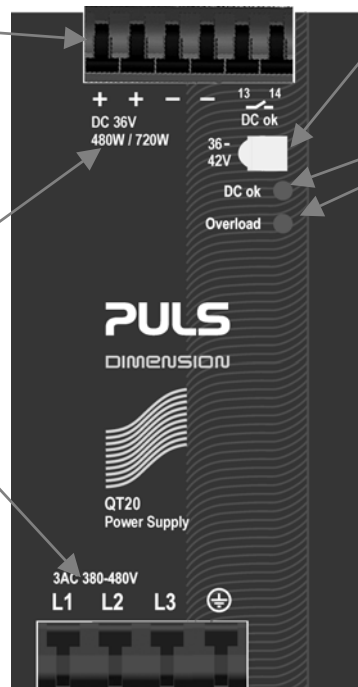 + + − −
13 14
DC ok
DC 36V
480W / 720W
36-
42V
DC ok
Overload
PULS
DIMENSION
QT20
Power Supply
3AC 380-480V
L1 L2 L3